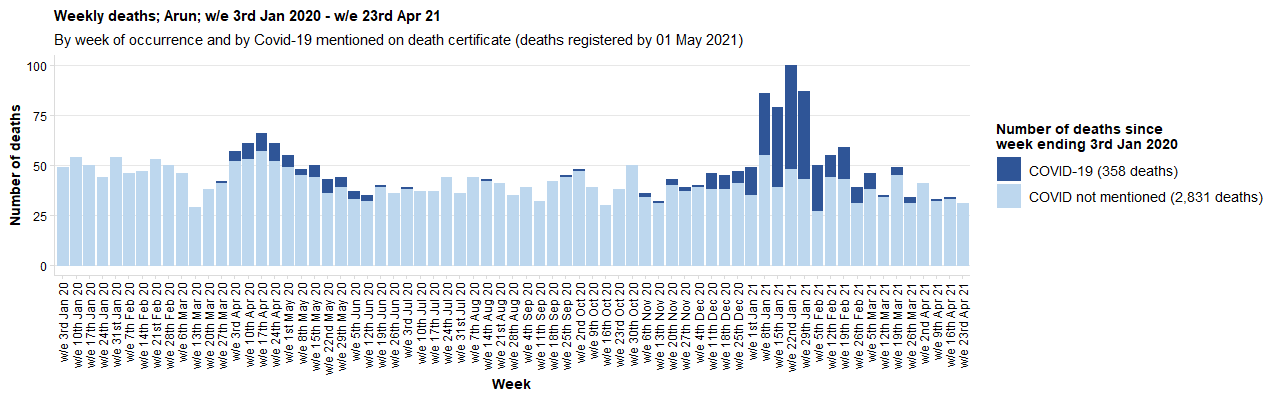 Weekly deaths; Arun; w/e 3rd Jan 2020 - w/e 23rd Apr 21
By week of occurrence and by Covid-19 mentioned on death certificate (deaths registered by 01 May 2021)
Number of deaths
100
75
50
25
0
w/e 3rd Jan 20
w/e 10th Jan 20
w/e 17th Jan 20
w/e 24th Jan 20
w/e 31st Jan 20
w/e 7th Feb 20
w/e 14th Feb 20
w/e 21st Feb 20
w/e 28th Feb 20
w/e 6th Mar 20
w/e 13th Mar 20
w/e 20th Mar 20
w/e 27th Mar 20
w/e 3rd Apr 20
w/e 10th Apr 20
w/e 17th Apr 20
w/e 24th Apr 20
w/e 1st May 20
w/e 8th May 20
w/e 15th May 20
w/e 22nd May 20
w/e 29th May 20
w/e 5th Jun 20
w/e 12th Jun 20
w/e 19th Jun 20
w/e 26th Jun 20
w/e 3rd Jul 20
w/e 10th Jul 20
w/e 17th Jul 20
w/e 24th Jul 20
w/e 31st Jul 20
w/e 7th Aug 20
w/e 14th Aug 20
w/e 21st Aug 20
w/e 28th Aug 20
w/e 4th Sep 20
w/e 11th Sep 20
w/e 18th Sep 20
w/e 25th Sep 20
w/e 2nd Oct 20
w/e 9th Oct 20
w/e 16th Oct 20
w/e 23rd Oct 20
w/e 30th Oct 20
w/e 6th Nov 20
w/e 13th Nov 20
w/e 20th Nov 20
w/e 27th Nov 20
w/e 4th Dec 20
w/e 11th Dec 20
w/e 18th Dec 20
w/e 25th Dec 20
w/e 1st Jan 21
w/e 8th Jan 21
w/e 15th Jan 21
w/e 22nd Jan 21
w/e 29th Jan 21
w/e 5th Feb 21
w/e 12th Feb 21
w/e 19th Feb 21
w/e 26th Feb 21
w/e 5th Mar 21
w/e 12th Mar 21
w/e 19th Mar 21
w/e 26th Mar 21
w/e 2nd Apr 21
w/e 9th Apr 21
w/e 16th Apr 21
w/e 23rd Apr 21
Week
Number of deaths since
week ending 3rd Jan 2020
COVID-19 (358 deaths)
COVID not mentioned (2,831 deaths)